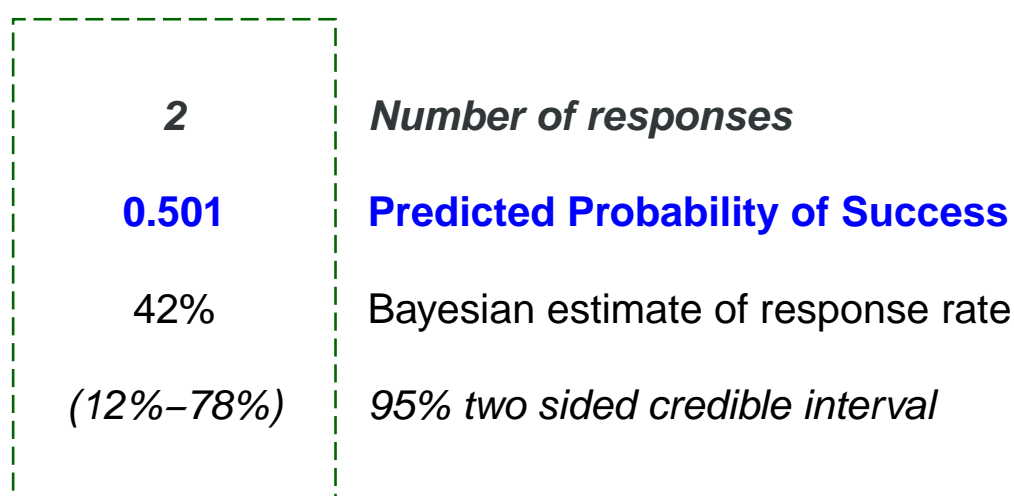 2 Number of responses
0.501 Predicted Probability of Success
42% Bayesian estimate of response rate
(12%–78%) 95% two sided credible interval